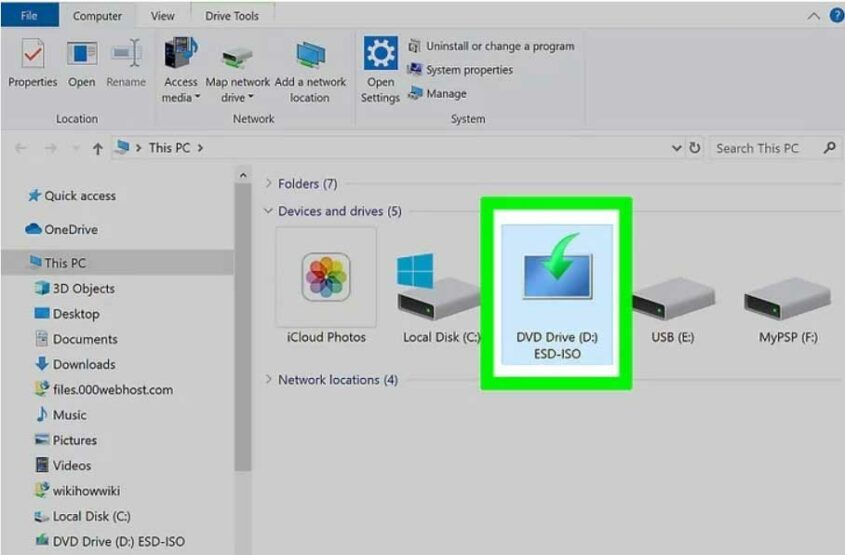 File Computer View Drive Tools
Uninstall or change a program
System properties
Manage
Properties Open Rename Access media Map network drive Add a network location Open Settings
Location Network System
This PC
Search This PC
Quick access
OneDrive
This PC
3D Objects
Desktop
Documents
Downloads
files.000webhost.com
Music
Pictures
Videos
wikihowwiki
Local Disk (C:)
DVD Drive (D:) ESD-ISO
Folders (7)
Devices and drives (5)
iCloud Photos
Local Disk (C:)
DVD Drive (D:)
ESD-ISO
USB (E:)
MyPSP (F:)
Network locations (4)